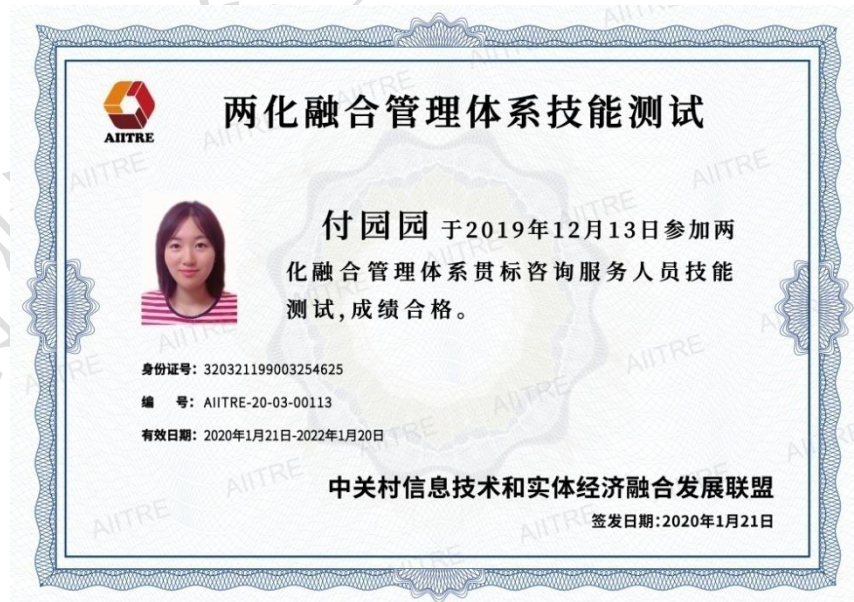 AIITRE
两化融合管理体系技能测试
付园园 于2019年12月13日参加两
化融合管理体系贯标咨询服务人员技能
测试,成绩合格。
身份证号：320321199003254625
编 号：AIITRE-20-03-00113
有效日期：2020年1月21日-2022年1月20日
中关村信息技术和实体经济融合发展联盟
签发日期:2020年1月21日